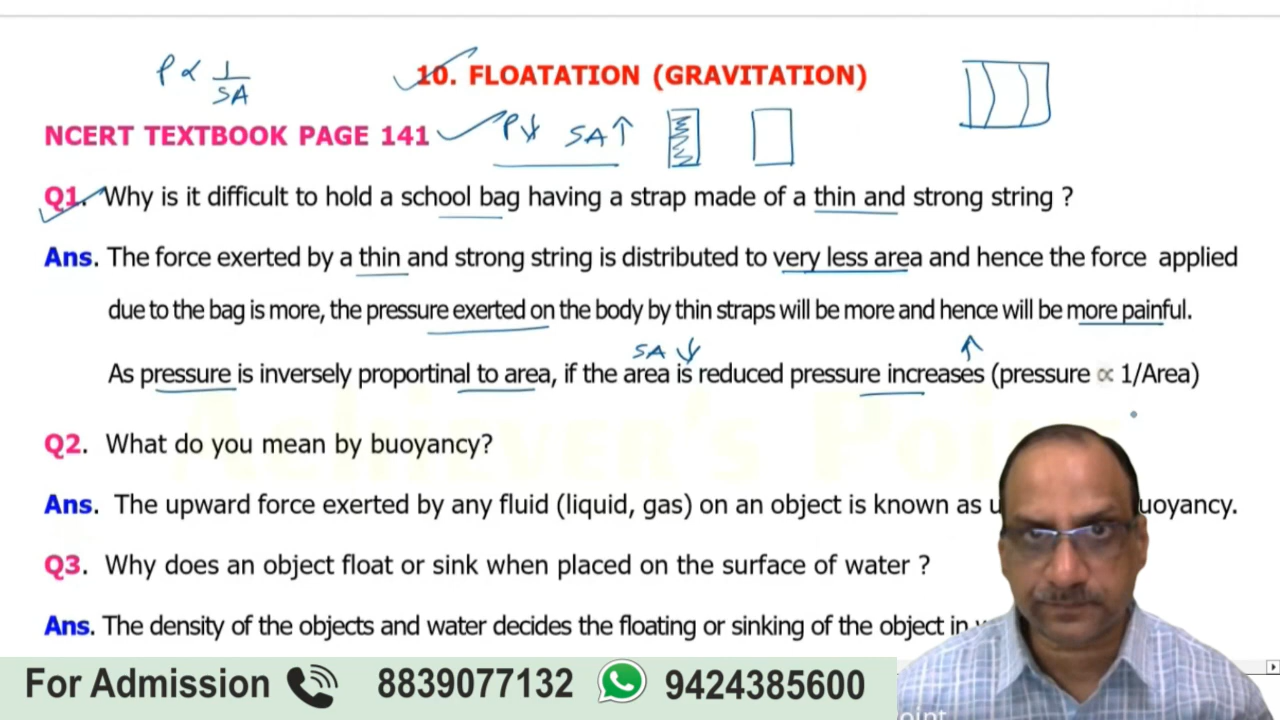 P ∝ 1/SA
10. FLOATATION (GRAVITATION)
NCERT TEXTBOOK PAGE 141
P↓ SA↑
Q1. Why is it difficult to hold a school bag having a strap made of a thin and strong string ?
Ans. The force exerted by a thin and strong string is distributed to very less area and hence the force applied
due to the bag is more, the pressure exerted on the body by thin straps will be more and hence will be more painful.
SA ↓ ↑
As pressure is inversely proportinal to area, if the area is reduced pressure increases (pressure ∝ 1/Area)
Achiever's Point
Q2. What do you mean by buoyancy?
Ans. The upward force exerted by any fluid (liquid, gas) on an object is known as u uoyancy.
Q3. Why does an object float or sink when placed on the surface of water ?
Ans. The density of the objects and water decides the floating or sinking of the object in
For Admission 8839077132 9424385600
oint